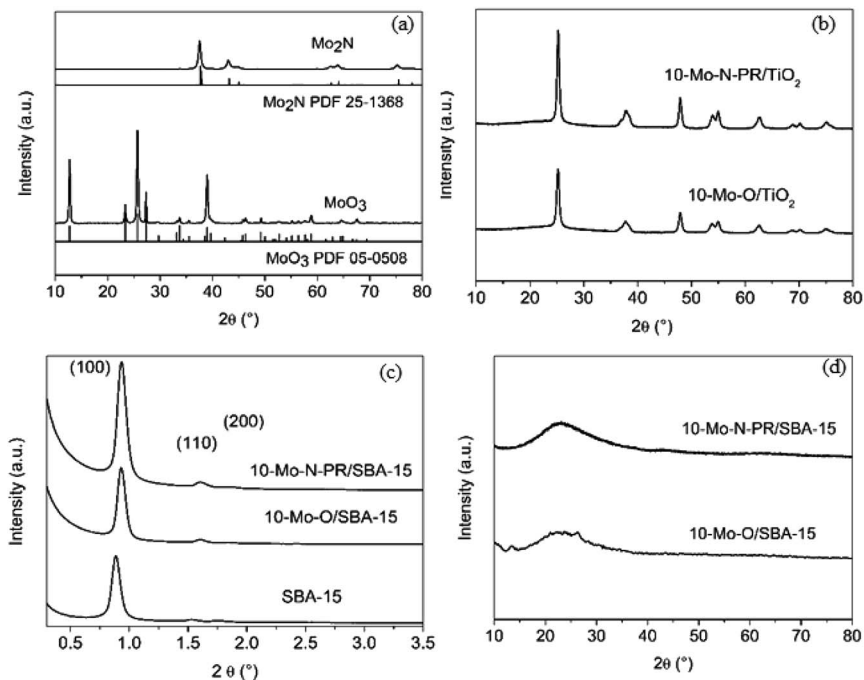 (a)
Mo₂N
Mo₂N PDF 25-1368
MoO₃
MoO₃ PDF 05-0508
Intensity (a.u.)
10 20 30 40 50 60 70 80
2θ (°)
(b)
10-Mo-N-PR/TiO₂
10-Mo-O/TiO₂
Intensity (a.u.)
10 20 30 40 50 60 70 80
2θ (°)
(c)
(100)
(110)
(200)
10-Mo-N-PR/SBA-15
10-Mo-O/SBA-15
SBA-15
Intensity (a.u.)
0.5 1.0 1.5 2.0 2.5 3.0 3.5
2 θ (°)
(d)
10-Mo-N-PR/SBA-15
10-Mo-O/SBA-15
Intensity (a.u.)
10 20 30 40 50 60 70 80
2θ (°)